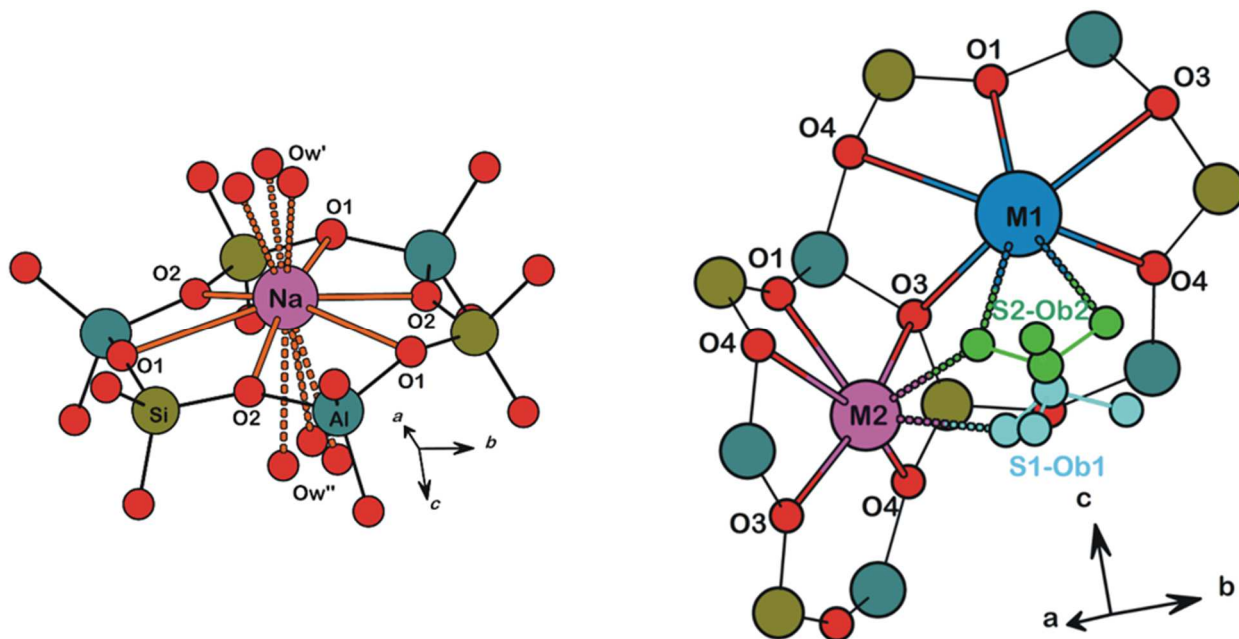 Ow'
O1
O2
Na
O2
O1
O1
Si
O2
Al
a
b
c
Ow"
O1
O3
O4
M1
O1
O3
O4
S2-Ob2
O4
M2
S1-Ob1
O4
O3
c
b
a